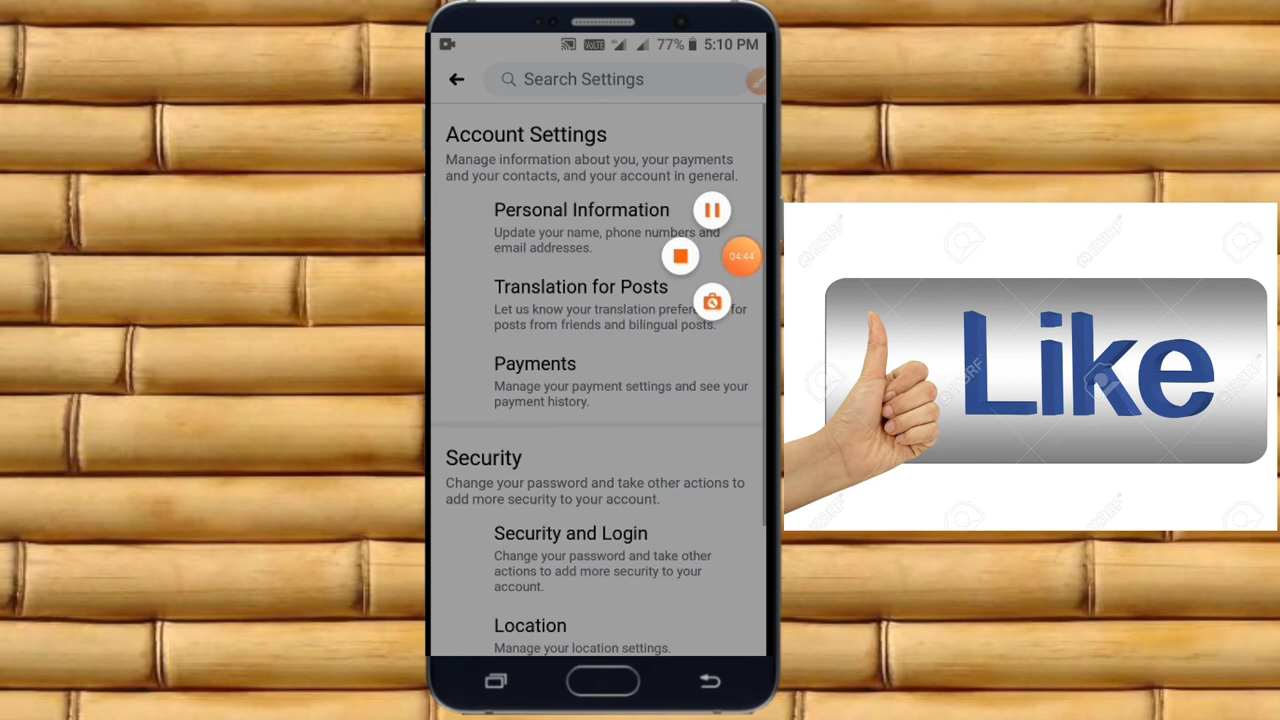 VOLTE 77% 5:10 PM
Search Settings
Account Settings
Manage information about you, your payments
and your contacts, and your account in general.
Personal Information
Update your name, phone numbers and
email addresses.
04:44
Translation for Posts
Let us know your translation for
posts from friends and bilingual posts.
Payments
Manage your payment settings and see your
payment history.
Security
Change your password and take other actions to
add more security to your account.
Security and Login
Change your password and take other
actions to add more security to your
account.
Location
Manage your location settings.
Like